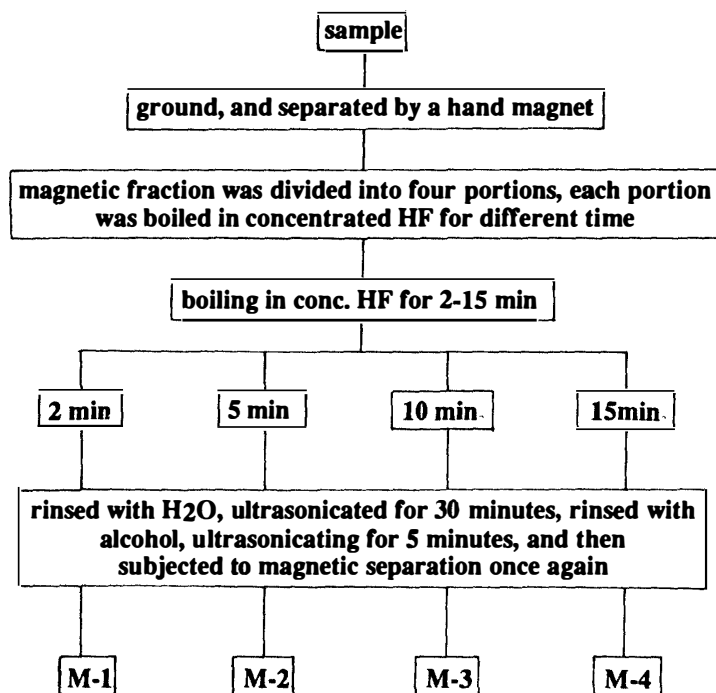 sample
ground, and separated by a hand magnet
magnetic fraction was divided into four portions, each portion
was boiled in concentrated HF for different time
boiling in conc. HF for 2-15 min
2 min 5 min 10 min 15min
rinsed with H2O, ultrasonicated for 30 minutes, rinsed with
alcohol, ultrasonicating for 5 minutes, and then
subjected to magnetic separation once again
M-1 M-2 M-3 M-4